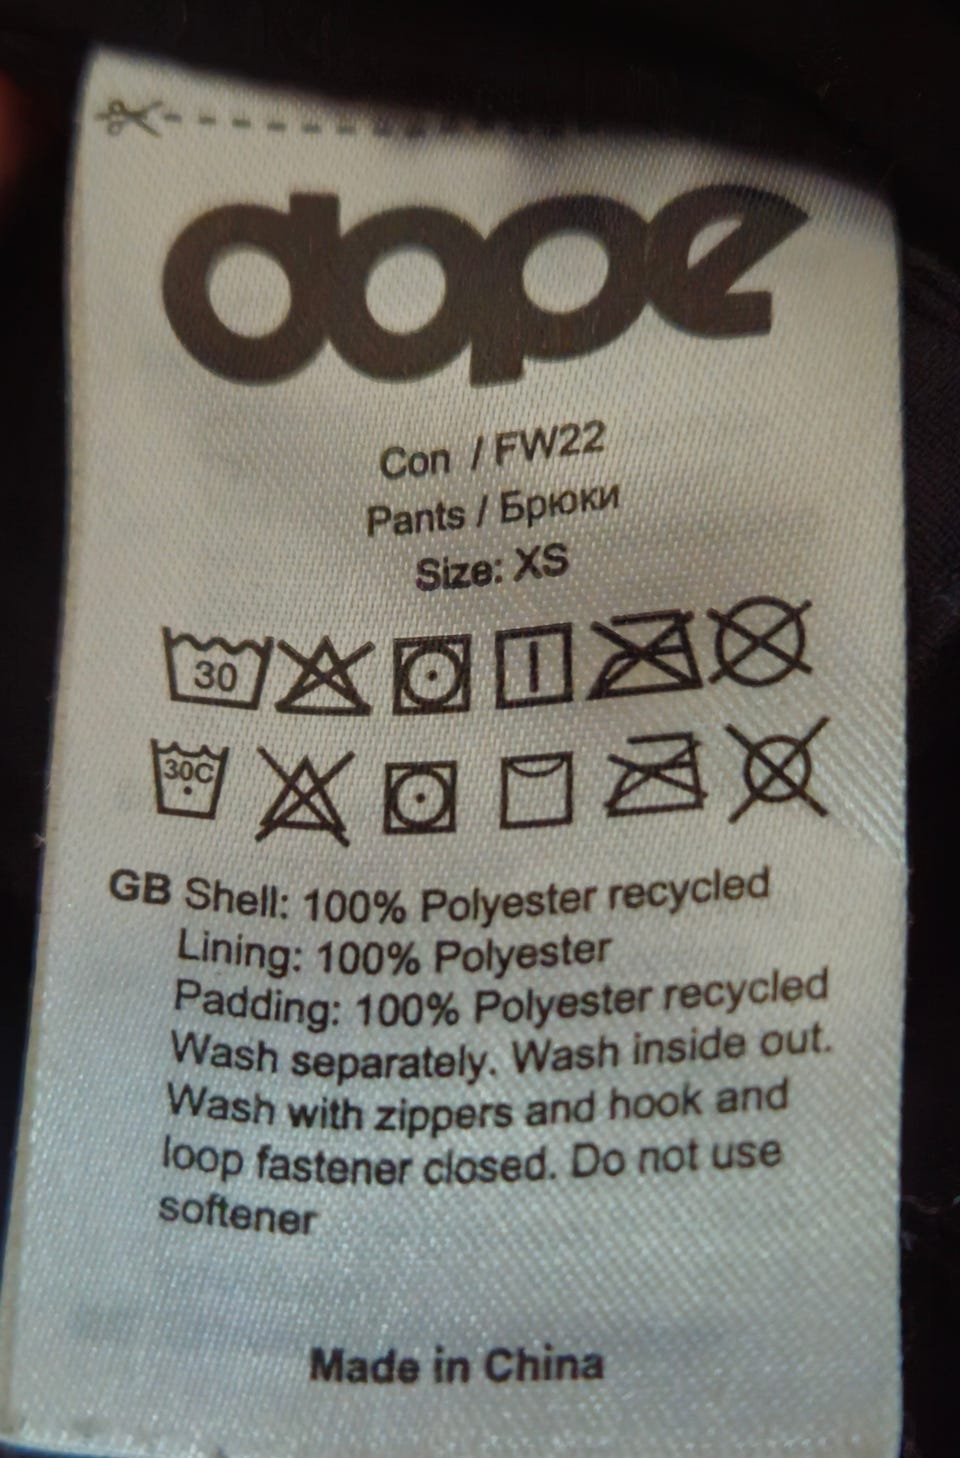 dope
Con / FW22
Pants / Брюки
Size: XS
30
30C
GB Shell: 100% Polyester recycled
Lining: 100% Polyester
Padding: 100% Polyester recycled
Wash separately. Wash inside out.
Wash with zippers and hook and
loop fastener closed. Do not use
softener
Made in China